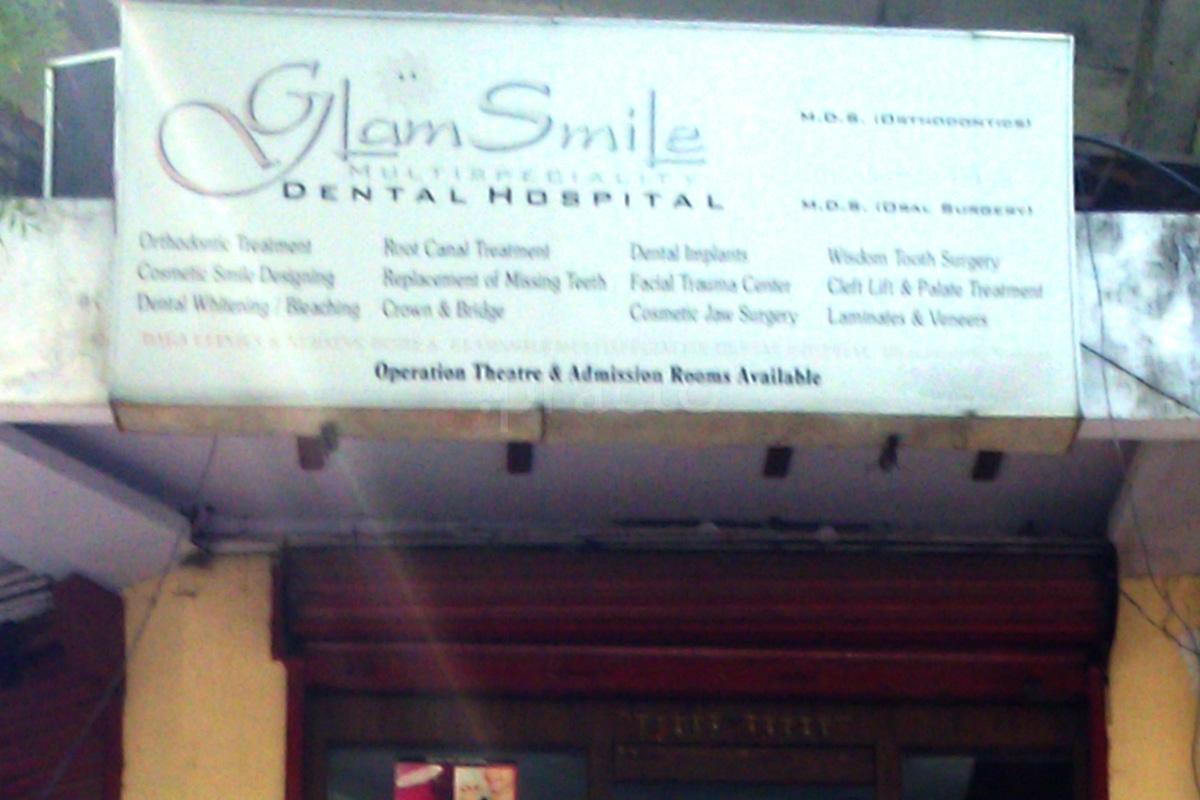 GlamSmile
MULTISPECIALITY
DENTAL HOSPITAL
M.D.S. (ORTHODONTICS)
M.D.S. (ORAL SURGERY)
Orthodontic Treatment
Cosmetic Smile Designing
Dental Whitening / Bleaching
Root Canal Treatment
Replacement of Missing Teeth
Crown & Bridge
Dental Implants
Facial Trauma Center
Cosmetic Jaw Surgery
Wisdom Tooth Surgery
Cleft Lift & Palate Treatment
Laminates & Veneers
Operation Theatre & Admission Rooms Available
practo